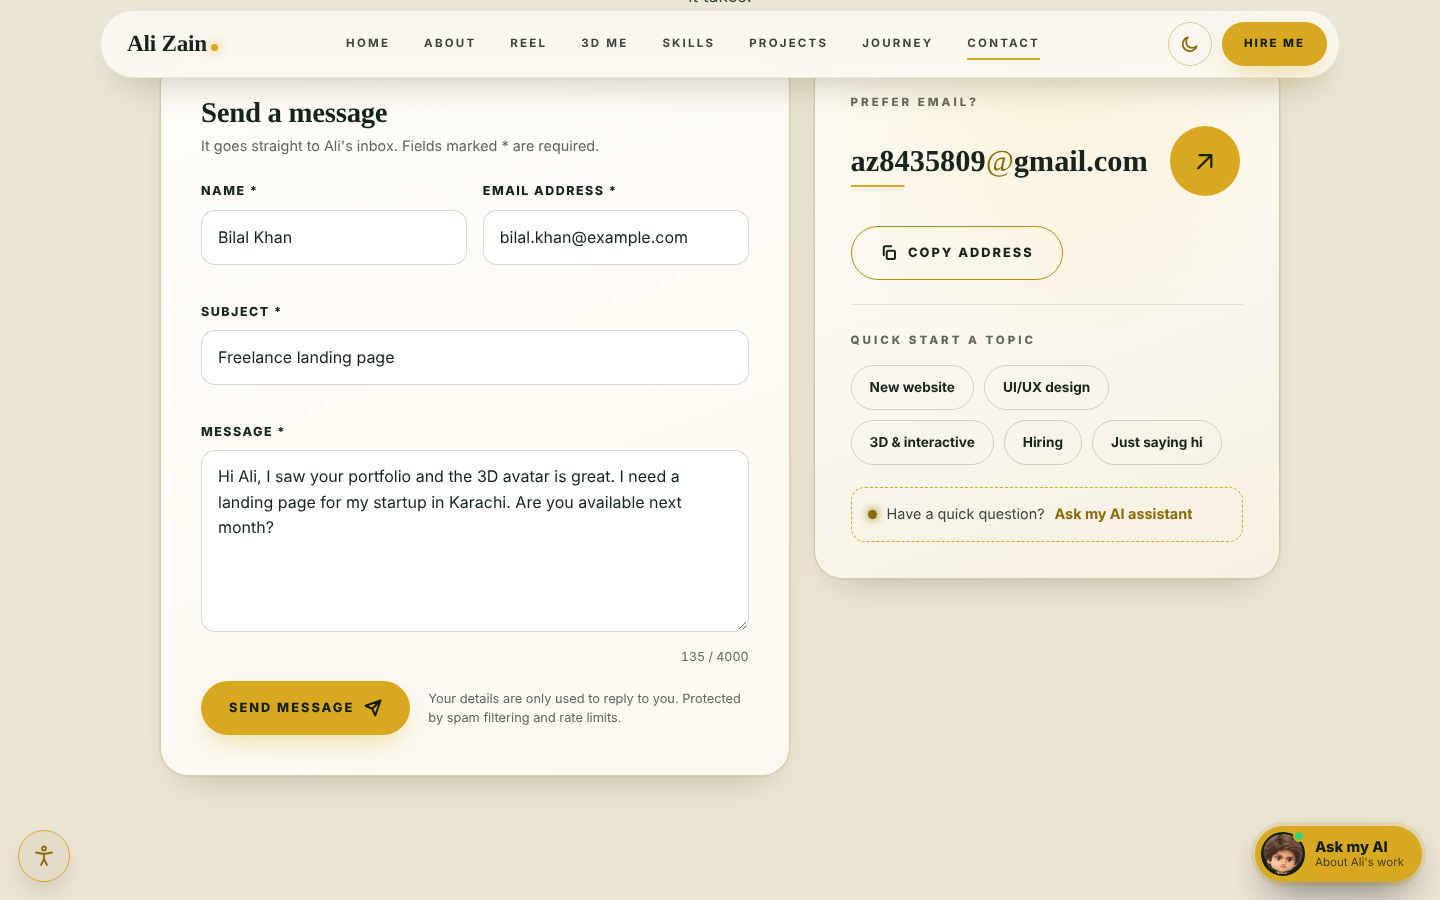 Ali Zain
HOME ABOUT REEL 3D ME SKILLS PROJECTS JOURNEY CONTACT
HIRE ME
Send a message
It goes straight to Ali's inbox. Fields marked * are required.
NAME *
Bilal Khan
EMAIL ADDRESS *
bilal.khan@example.com
SUBJECT *
Freelance landing page
MESSAGE *
Hi Ali, I saw your portfolio and the 3D avatar is great. I need a
landing page for my startup in Karachi. Are you available next
month?
135 / 4000
SEND MESSAGE
Your details are only used to reply to you. Protected
by spam filtering and rate limits.
PREFER EMAIL?
az8435809@gmail.com
COPY ADDRESS
QUICK START A TOPIC
New website
UI/UX design
3D & interactive
Hiring
Just saying hi
Have a quick question? Ask my AI assistant
Ask my AI
About Ali's work